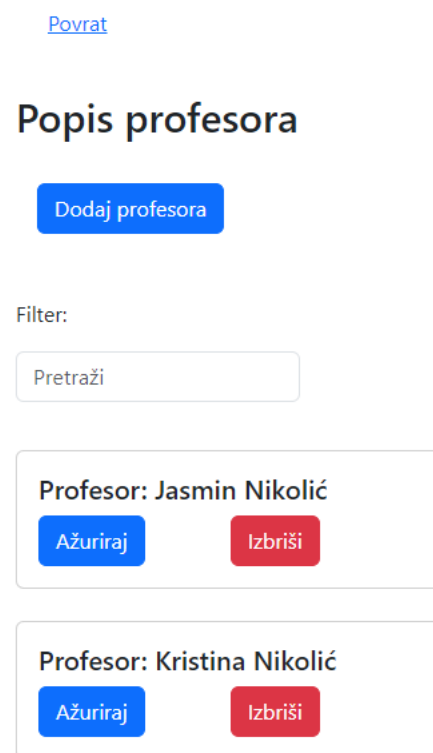 Povrat
Popis profesora
Dodaj profesora
Filter:
Pretraži
Profesor: Jasmin Nikolić
Ažuriraj Izbriši
Profesor: Kristina Nikolić
Ažuriraj Izbriši